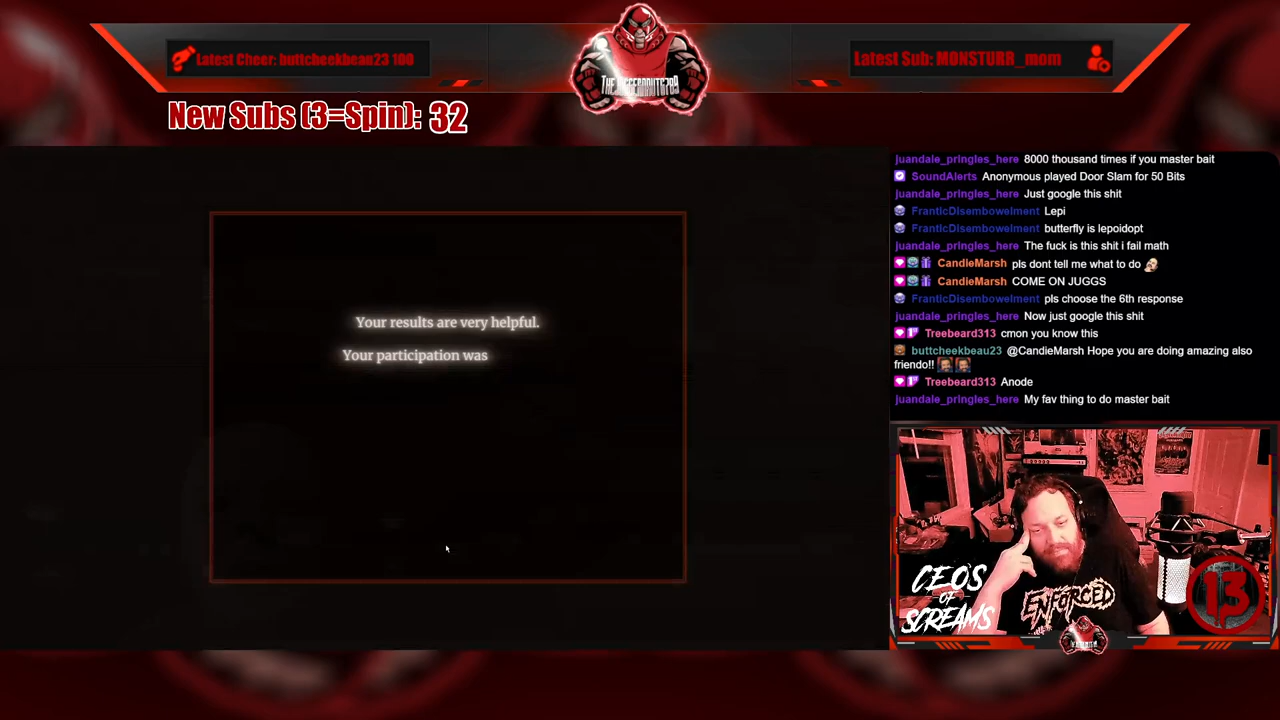 Latest Cheer: buttcheekbeau23 100
THEJUGGERNAUT6789
Latest Sub: MONSTURR_mom
New Subs (3=Spin): 32
Your results are very helpful.
Your participation was
juandale_pringles_here 8000 thousand times if you master bait
SoundAlerts Anonymous played Door Slam for 50 Bits
juandale_pringles_here Just google this shit
FranticDisembowelment Lepi
FranticDisembowelment butterfly is lepoidopt
juandale_pringles_here The fuck is this shit i fail math
CandieMarsh pls dont tell me what to do
CandieMarsh COME ON JUGGS
FranticDisembowelment pls choose the 6th response
juandale_pringles_here Now just google this shit
Treebeard313 cmon you know this
buttcheekbeau23 @CandieMarsh Hope you are doing amazing also
friendo!!
Treebeard313 Anode
juandale_pringles_here My fav thing to do master bait
CEOS
OF
SCREAMS
ENFORCED
13